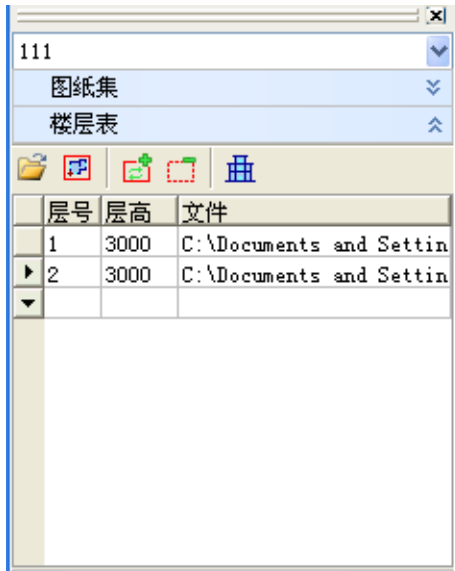 111
图纸集
楼层表
层号 层高 文件
1 3000 C:\Documents and Settin
2 3000 C:\Documents and Settin